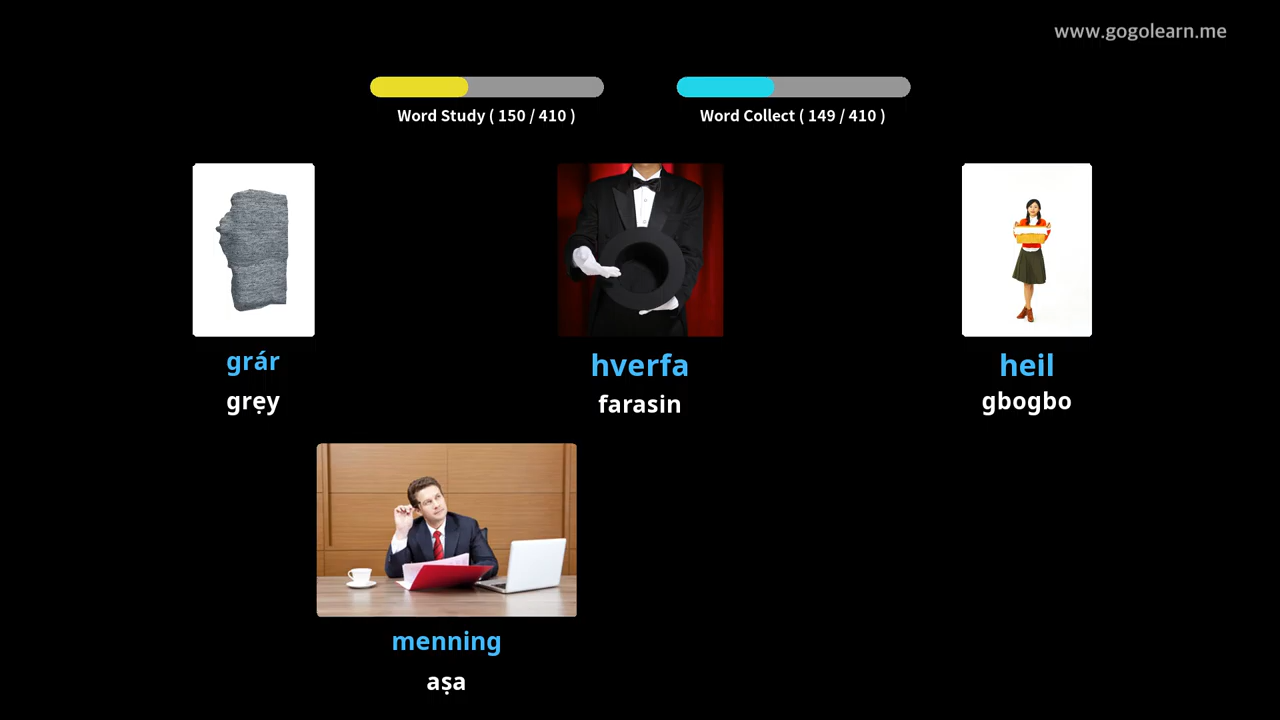 www.gogolearn.me
Word Study ( 150 / 410 )
Word Collect ( 149 / 410 )
grár
hverfa
heil
grẹy
farasin
gbogbo
menning
aṣa